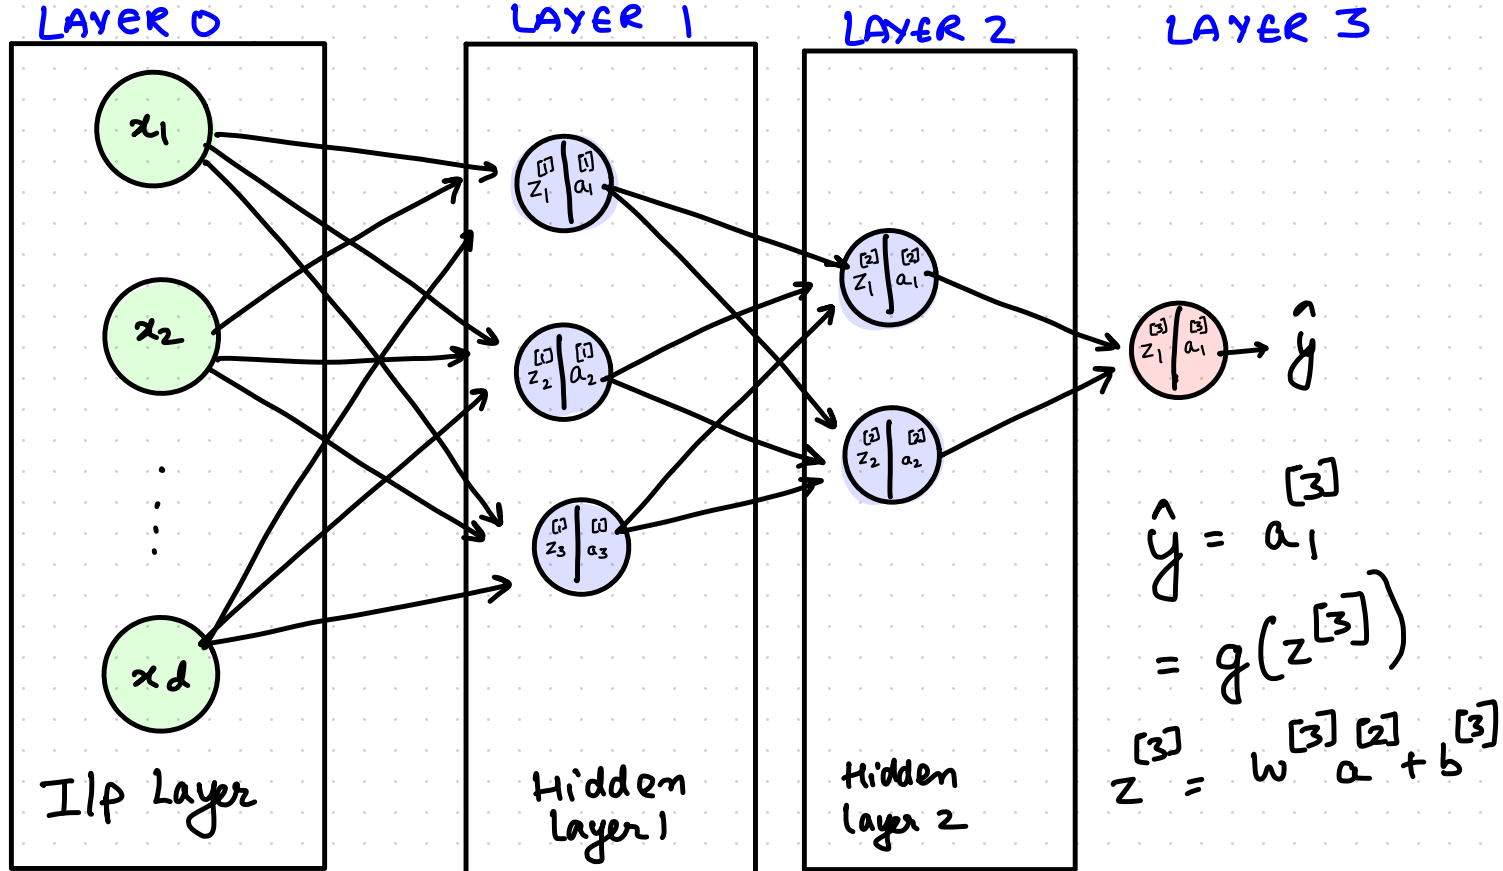 LAYER 0
LAYER 1
LAYER 2
LAYER 3
x₁
x₂
xd
I/p Layer
z₁^[1] | a₁^[1]
z₂^[1] | a₂^[1]
z₃^[1] | a₃^[1]
Hidden
Layer 1
z₁^[2] | a₁^[2]
z₂^[2] | a₂^[2]
Hidden
layer 2
z₁^[3] | a₁^[3]
ŷ
ŷ = a₁^[3]
= g(z^[3])
z^[3] = w^[3] a^[2] + b^[3]